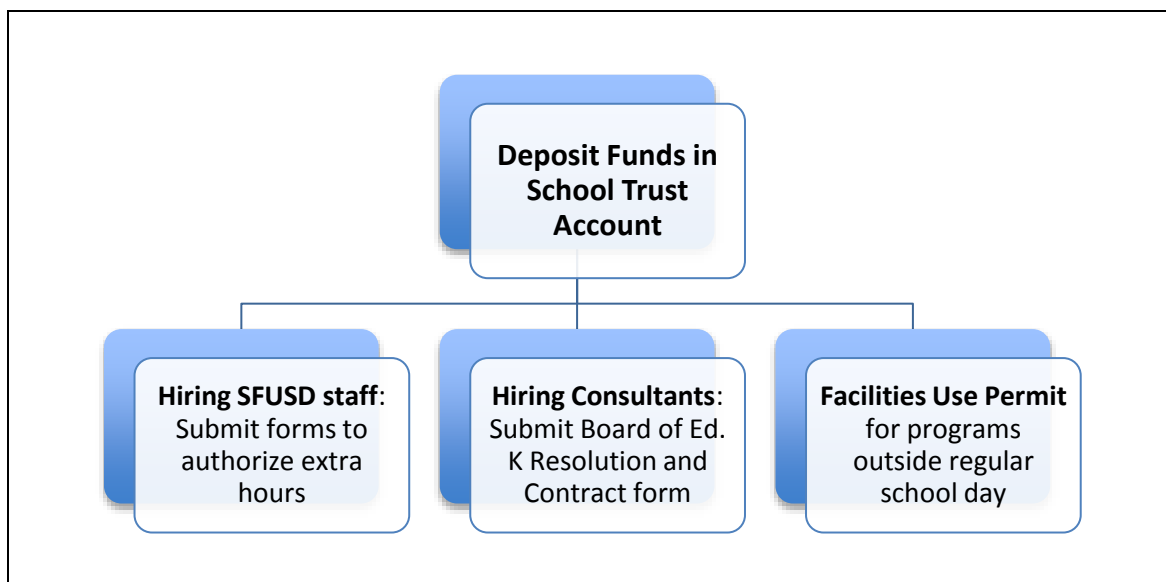 Deposit Funds in
School Trust
Account
Hiring SFUSD staff:
Submit forms to
authorize extra
hours
Hiring Consultants:
Submit Board of Ed.
K Resolution and
Contract form
Facilities Use Permit
for programs
outside regular
school day